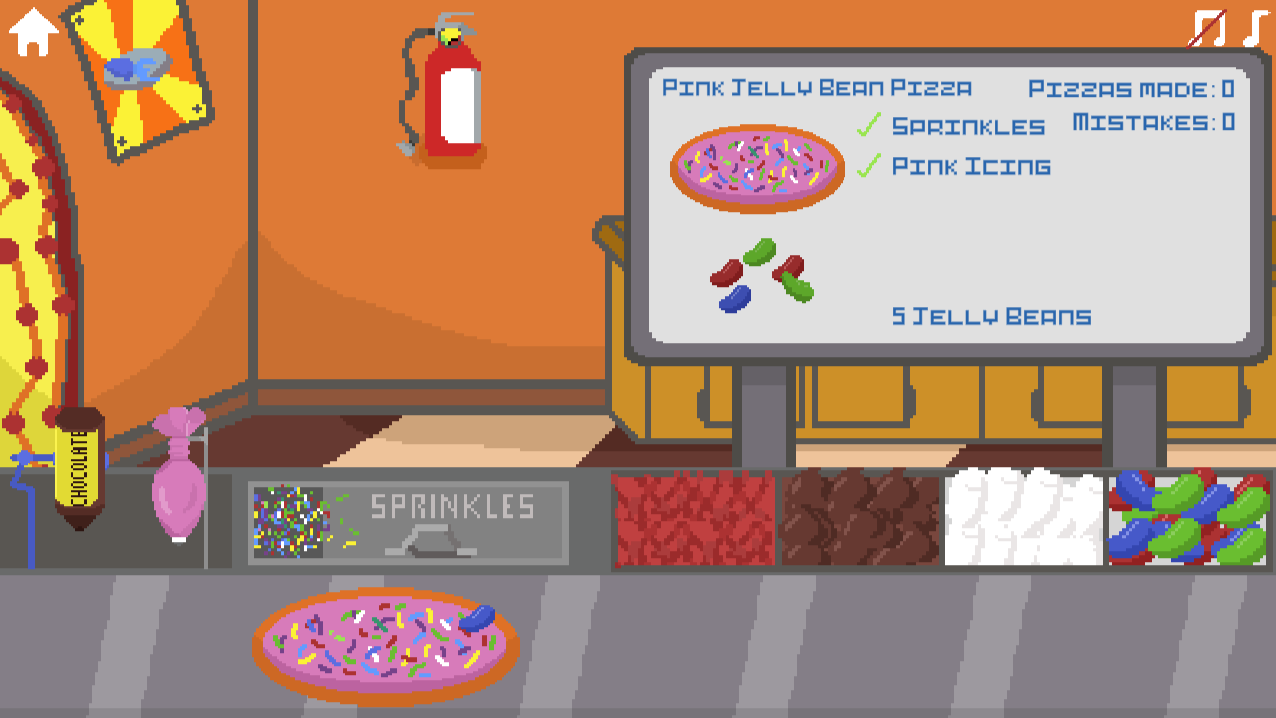 Pink Jelly Bean Pizza
Pizzas made: 0
Mistakes: 0
Sprinkles
Pink Icing
5 Jelly Beans
CHOCOLATE
SPRINKLES